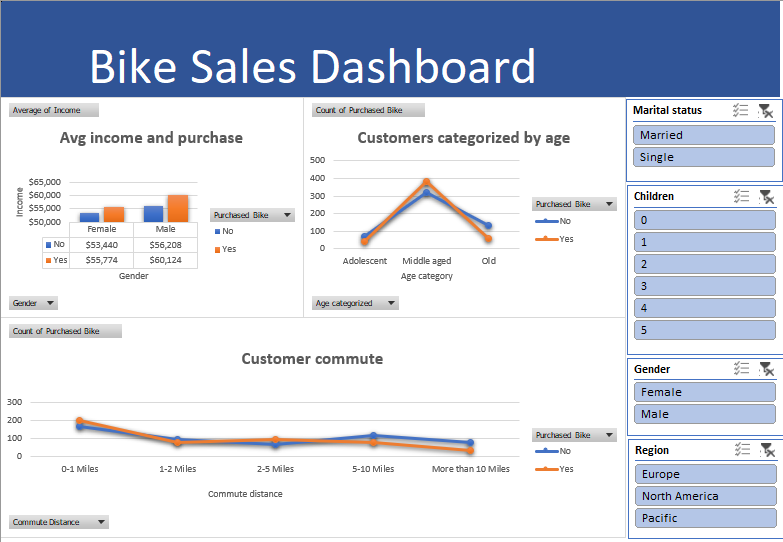 Bike Sales Dashboard
Average of Income
Avg income and purchase
Income
$65,000
$60,000
$55,000
$50,000
Female Male
No $53,440 $56,208
Yes $55,774 $60,124
Gender
Purchased Bike
No
Yes
Gender
Count of Purchased Bike
Customers categorized by age
500
400
300
200
100
0
Adolescent Middle aged Old
Age category
Purchased Bike
No
Yes
Age categorized
Marital status
Married
Single
Children
0
1
2
3
4
5
Gender
Female
Male
Region
Europe
North America
Pacific
Count of Purchased Bike
Customer commute
300
200
100
0
0-1 Miles 1-2 Miles 2-5 Miles 5-10 Miles More than 10 Miles
Commute distance
Purchased Bike
No
Yes
Commute Distance